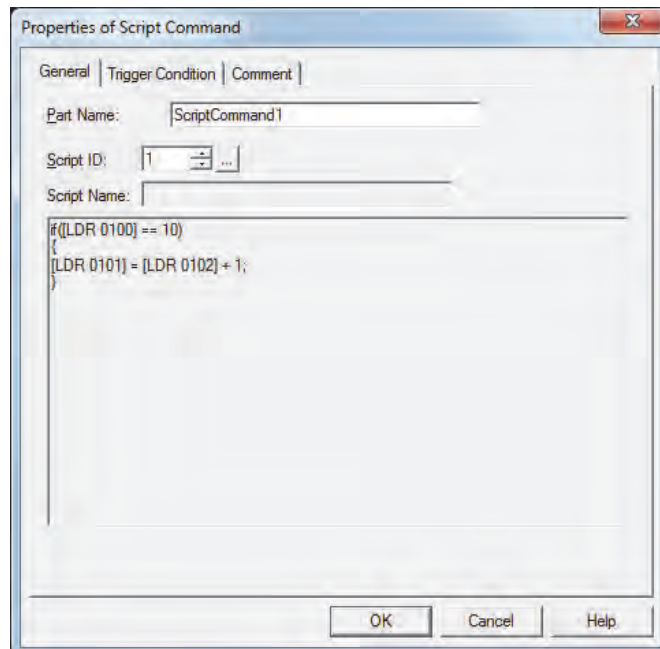 Properties of Script Command
General Trigger Condition Comment
Part Name: ScriptCommand1
Script ID: 1 ...
Script Name:
if([LDR 0100] == 10)
{
[LDR 0101] = [LDR 0102] + 1;
}
OK Cancel Help